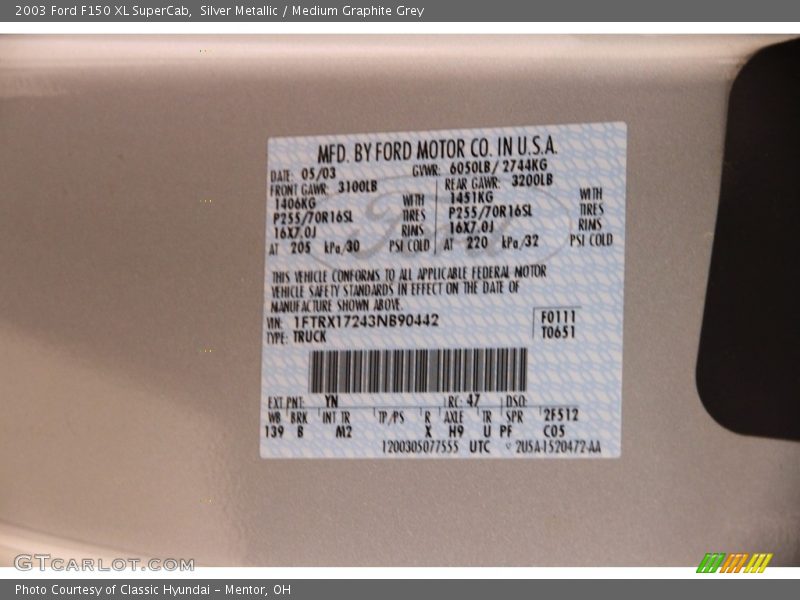 2003 Ford F150 XL SuperCab,  Silver Metallic / Medium Graphite Grey
MFD. BY FORD MOTOR CO. IN U.S.A.
DATE: 05/03 GVWR: 6050LB/ 2744KG
FRONT GAWR: 3100LB REAR GAWR: 3200LB
1406KG WITH 1451KG WITH
P255/70R16SL TIRES P255/70R16SL TIRES
16X7.0J RIMS 16X7.0J RIMS
AT 205 kPa/30 PSI COLD AT 220 kPa/32 PSI COLD
THIS VEHICLE CONFORMS TO ALL APPLICABLE FEDERAL MOTOR
VEHICLE SAFETY STANDARDS IN EFFECT ON THE DATE OF
MANUFACTURE SHOWN ABOVE.
VIN: 1FTRX17243NB90442 F0111
TYPE: TRUCK T0651
EXT PNT: YN RC: 47 DSO:
WB BRK INT TR TP/PS R AXLE TR SPR 2F512
139 B M2 X H9 U PF C05
1200305077555 UTC 2U5A-1520472-AA
GTCARLOT.COM
Photo Courtesy of Classic Hyundai - Mentor, OH